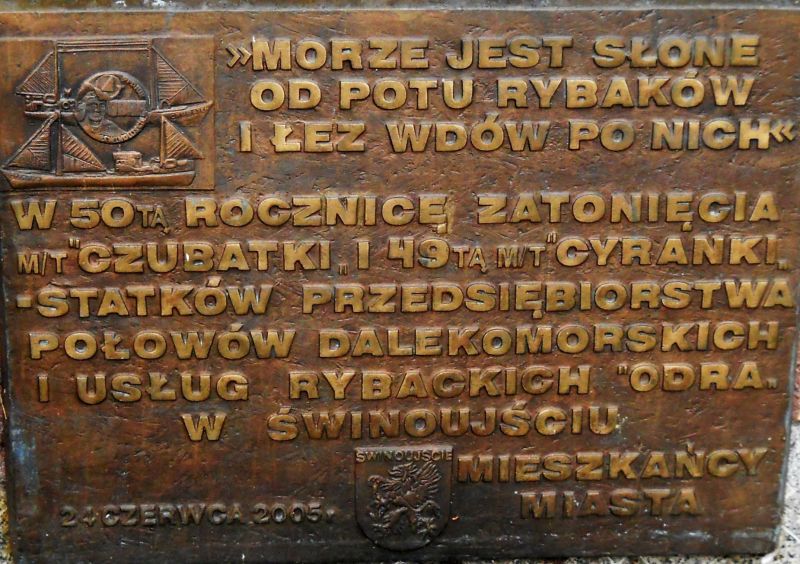 »MORZE JEST SŁONE
OD POTU RYBAKÓW
I ŁEZ WDÓW PO NICH«
W 50TĄ ROCZNICĘ ZATONIĘCIA
M/T "CZUBATKI„ I 49TĄ M/T "CYRANKI„
-STATKÓW PRZEDSIĘBIORSTWA
POŁOWÓW DALEKOMORSKICH
I USŁUG RYBACKICH "ODRA„
W ŚWINOUJŚCIU
ŚWINOUJŚCIE
MIESZKAŃCY
MIASTA
24 CZERWCA 2005r